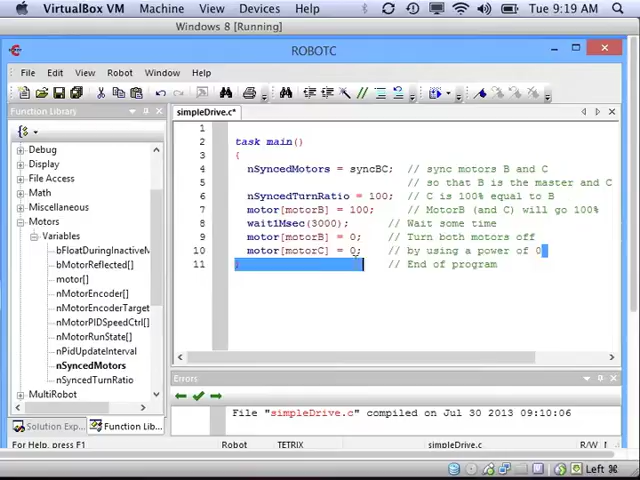 VirtualBox VM Machine View Devices Help Tue 9:19 AM
Windows 8 [Running]
ROBOTC
File Edit View Robot Window Help
Function Library
simpleDrive.c*
Debug
Display
File Access
Math
Miscellaneous
Motors
Variables
bFloatDuringInactiveM
bMotorReflected[]
motor[]
nMotorEncoder[]
nMotorEncoderTarget
nMotorPIDSpeedCtrl[]
nMotorRunState[]
nPidUpdateInterval
nSyncedMotors
nSyncedTurnRatio
MultiRobot
1
2 task main()
3 {
4 nSyncedMotors = syncBC; // sync motors B and C
5 // so that B is the master and C
6 nSyncedTurnRatio = 100; // C is 100% equal to B
7 motor[motorB] = 100; // MotorB (and C) will go 100%
8 wait1Msec(3000); // Wait some time
9 motor[motorB] = 0; // Turn both motors off
10 motor[motorC] = 0; // by using a power of 0
11 } // End of program
Errors
File "simpleDrive.c" compiled on Jul 30 2013 09:10:06
Solution Exp... Function Lib...
For Help, press F1 Robot TETRIX simpleDrive.c R/W No compile err
Left ⌘